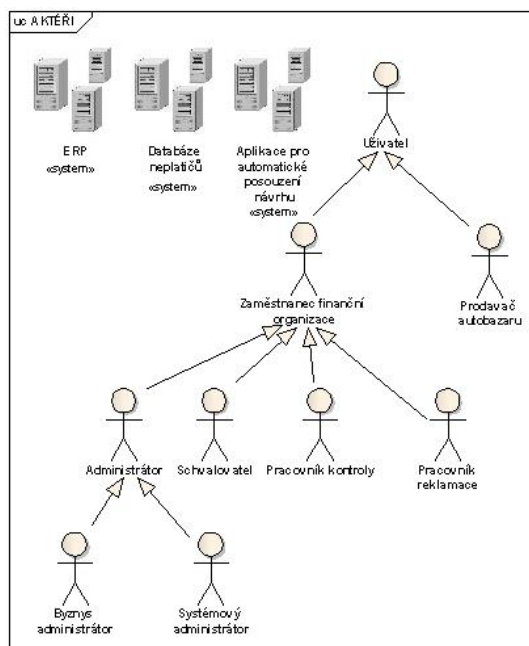 uc AKTÉŘI
ERP
«system»
Databáze
neplatičů
«system»
Aplikace pro
automatické
posouzení
návrhu
«system»
Uživatel
Zaměstnanec finanční
organizace
Prodavač
autobazaru
Administrátor
Schvalovatel
Pracovník kontroly
Pracovník
reklamace
Byznys
administrátor
Systémový
administrátor